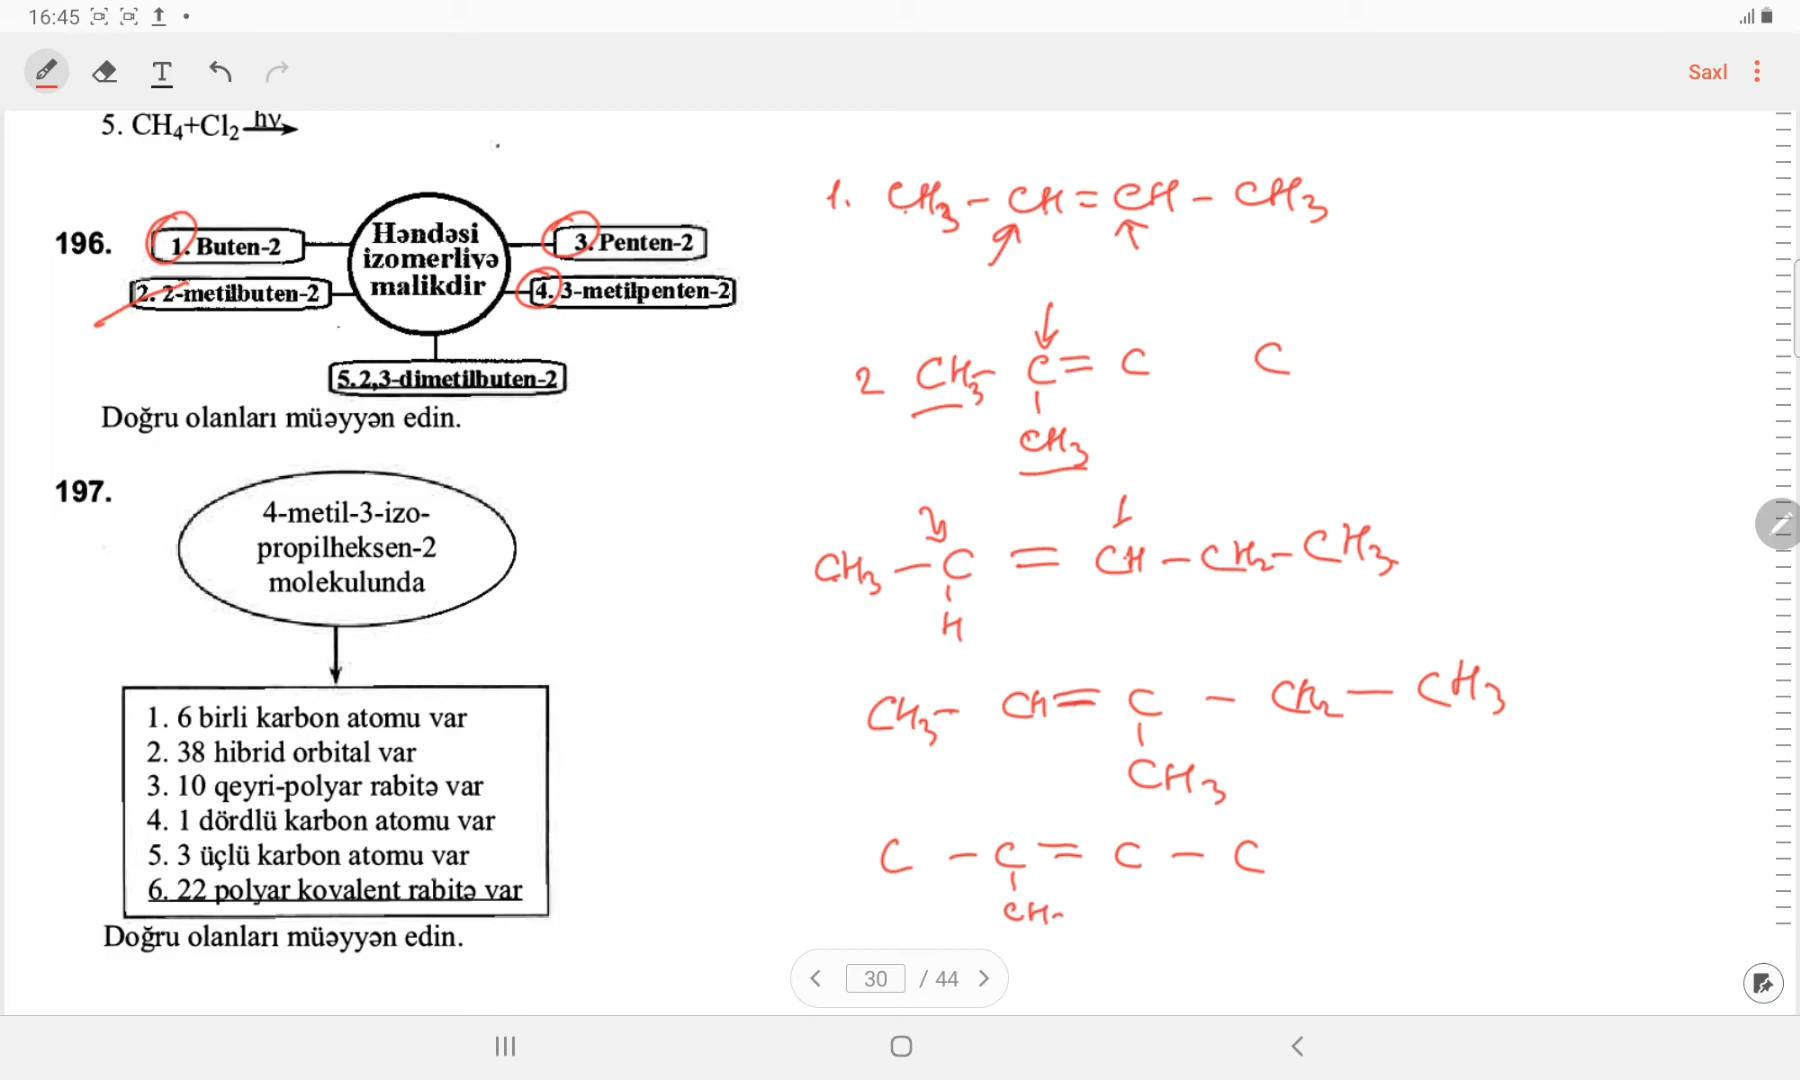 16:45
Saxl
5. CH₄+Cl₂ hν→
196.
1. Buten-2
2. 2-metilbuten-2
Həndəsi
izomerliyə
malikdir
3. Penten-2
4. 3-metilpenten-2
5. 2,3-dimetilbuten-2
Doğru olanları müəyyən edin.
197.
4-metil-3-izo-
propilheksen-2
molekulunda
1. 6 birli karbon atomu var
2. 38 hibrid orbital var
3. 10 qeyri-polyar rabitə var
4. 1 dördlü karbon atomu var
5. 3 üçlü karbon atomu var
6. 22 polyar kovalent rabitə var
Doğru olanları müəyyən edin.
1. CH₃ - CH = CH - CH₃
2 CH₃ - C = C C
CH₃
CH₃ - C = CH - CH₂ - CH₃
H
CH₃ - CH = C - CH₂ - CH₃
CH₃
C - C = C - C
CH
30 / 44